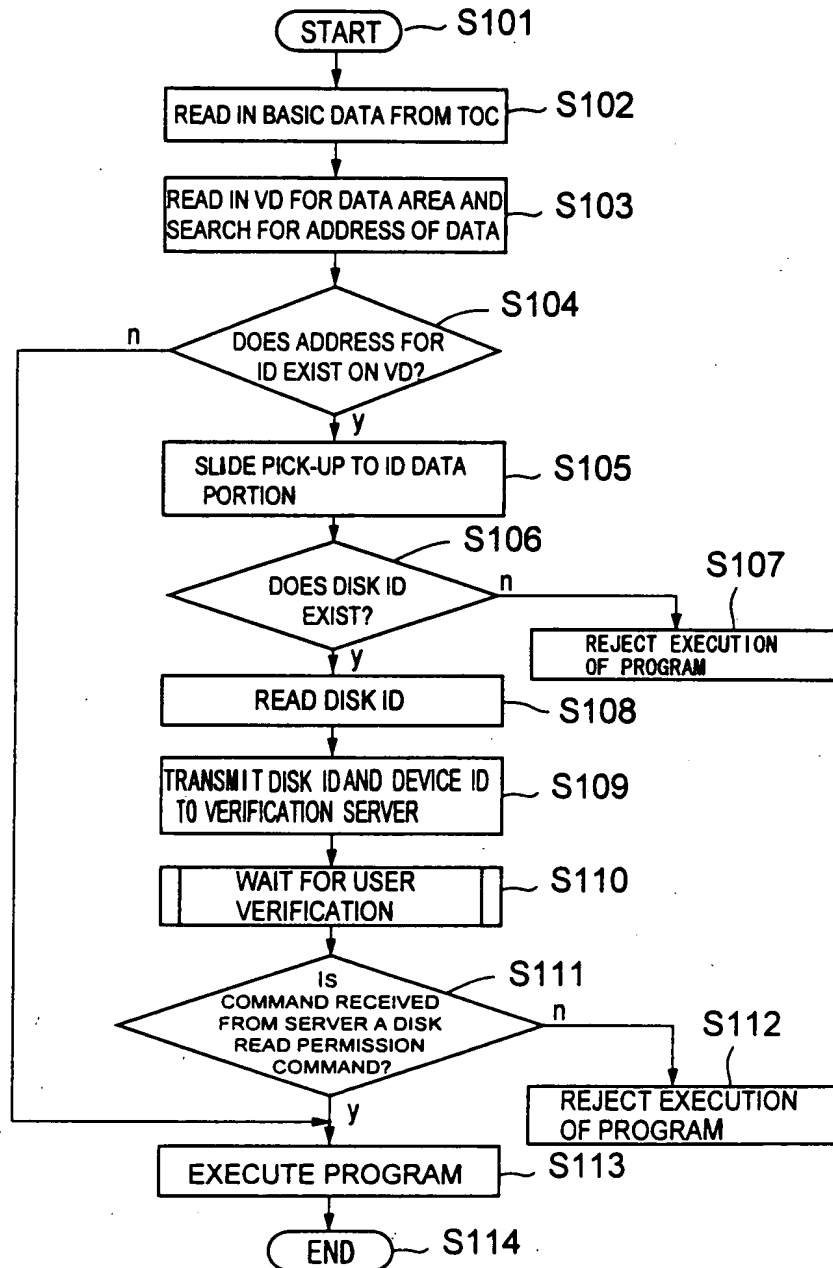 START
S101
READ IN BASIC DATA FROM TOC
S102
READ IN VD FOR DATA AREA AND
SEARCH FOR ADDRESS OF DATA
S103
S104
n
DOES ADDRESS FOR
ID EXIST ON VD?
y
SLIDE PICK-UP TO ID DATA
PORTION
S105
S106
DOES DISK ID
EXIST?
n
S107
REJECT EXECUTION
OF PROGRAM
y
READ DISK ID
S108
TRANSMIT DISK ID AND DEVICE ID
TO VERIFICATION SERVER
S109
WAIT FOR USER
VERIFICATION
S110
S111
IS
COMMAND RECEIVED
FROM SERVER A DISK
READ PERMISSION
COMMAND?
n
S112
REJECT EXECUTION
OF PROGRAM
y
EXECUTE PROGRAM
S113
END
S114